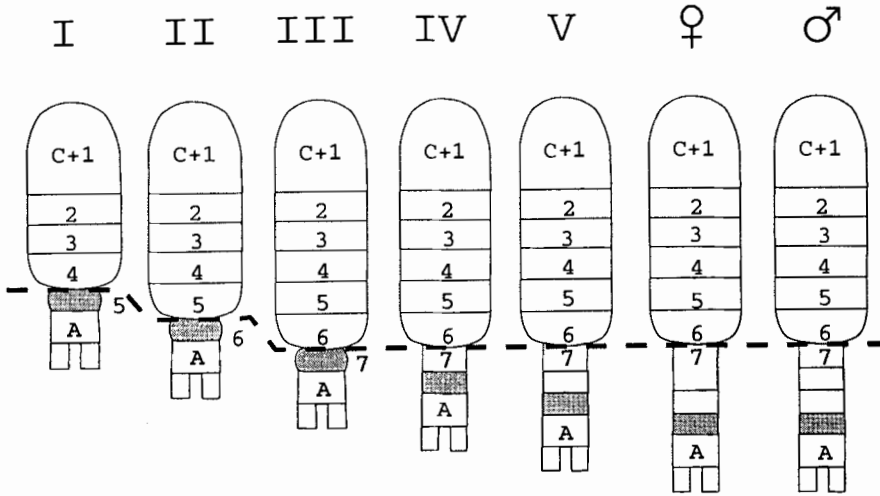 I II III IV V ♀ ♂
C+1 C+1 C+1 C+1 C+1 C+1 C+1
2 2 2 2 2 2 2
3 3 3 3 3 3 3
4 4 4 4 4 4 4
5 5 5 5 5 5 5
A 6 6 6 6 6 6
A 7 7 7 7 7
A A A A A